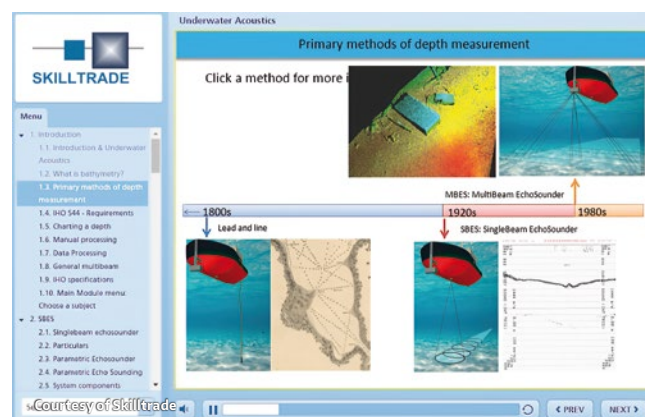 Underwater Acoustics
SKILLTRADE
Menu
1. Introduction
1.1. Introduction & Underwater
Acoustics
1.2. What is bathymetry?
1.3. Primary methods of depth
measurement
1.4. IHO S44 - Requirements
1.5. Charting a depth
1.6. Manual processing
1.7. Data Processing
1.8. General multibeam
1.9. IHO specifications
1.10. Main Module menu:
Choose a subject
2. SBES
2.1. Singlebeam echosounder
2.2. Particulars
2.3. Parametric Echosounder
2.4. Parametric Echo Sounding
2.5. System components
Courtesy of Skilltrade
Primary methods of depth measurement
Click a method for more i
MBES: MultiBeam EchoSounder
1800s
1920s
1980s
Lead and line
SBES: SingleBeam EchoSounder
< PREV
NEXT >